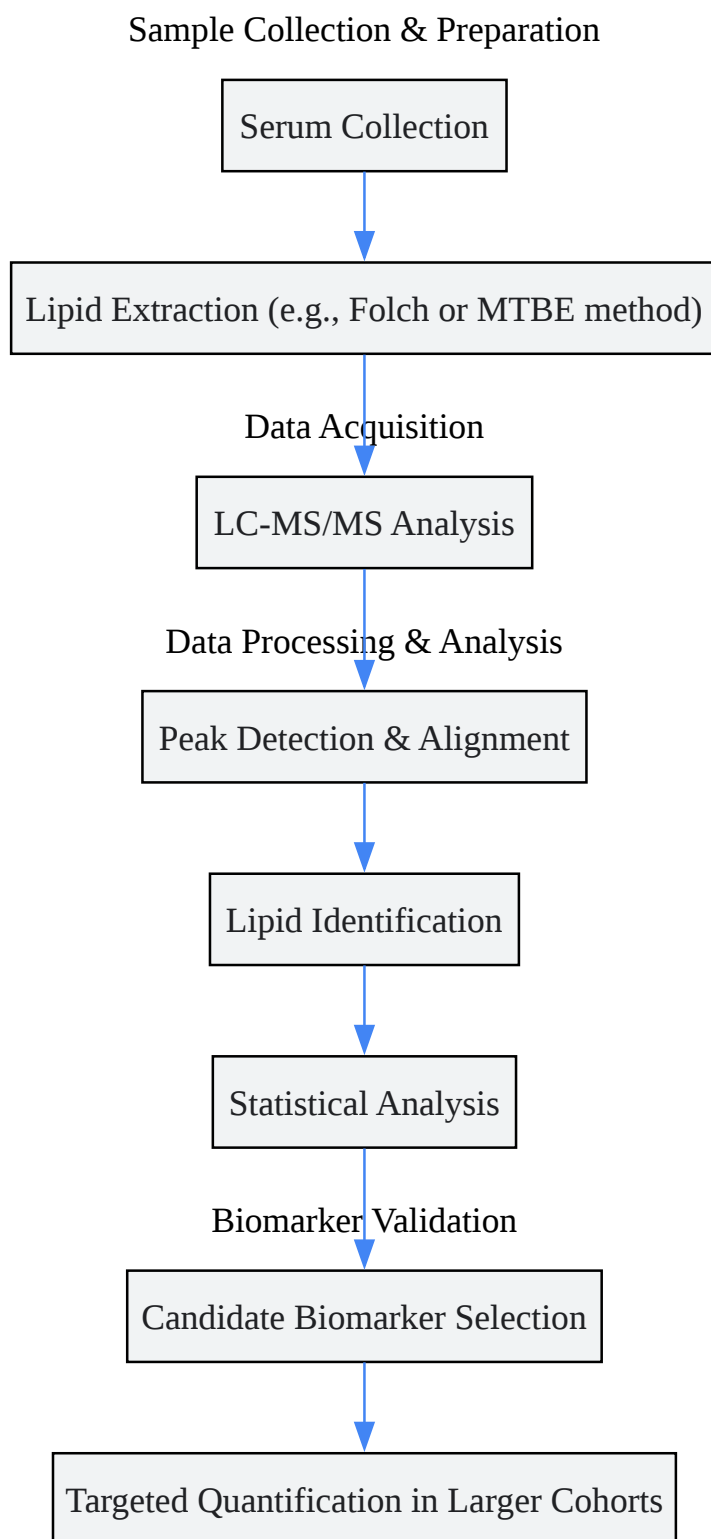 Sample Collection & Preparation
Serum Collection
Lipid Extraction (e.g., Folch or MTBE method)
Data Acquisition
LC-MS/MS Analysis
Data Processing & Analysis
Peak Detection & Alignment
Lipid Identification
Statistical Analysis
Biomarker Validation
Candidate Biomarker Selection
Targeted Quantification in Larger Cohorts